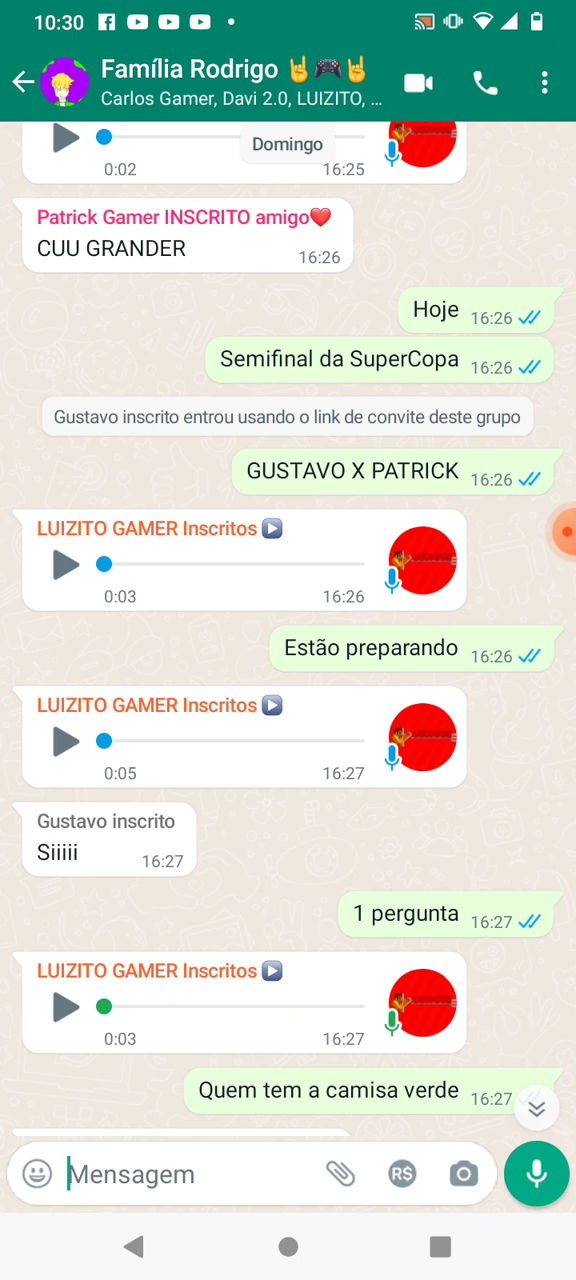 10:30
Família Rodrigo 🤘🎮🤘
Carlos Gamer, Davi 2.0, LUIZITO, ...
Domingo
0:02 16:25
Patrick Gamer INSCRITO amigo❤️
CUU GRANDER 16:26
Hoje 16:26
Semifinal da SuperCopa 16:26
Gustavo inscrito entrou usando o link de convite deste grupo
GUSTAVO X PATRICK 16:26
LUIZITO GAMER Inscritos ▶️
0:03 16:26
Estão preparando 16:26
LUIZITO GAMER Inscritos ▶️
0:05 16:27
Gustavo inscrito
Siiiii 16:27
1 pergunta 16:27
LUIZITO GAMER Inscritos ▶️
0:03 16:27
Quem tem a camisa verde 16:27
Mensagem R$